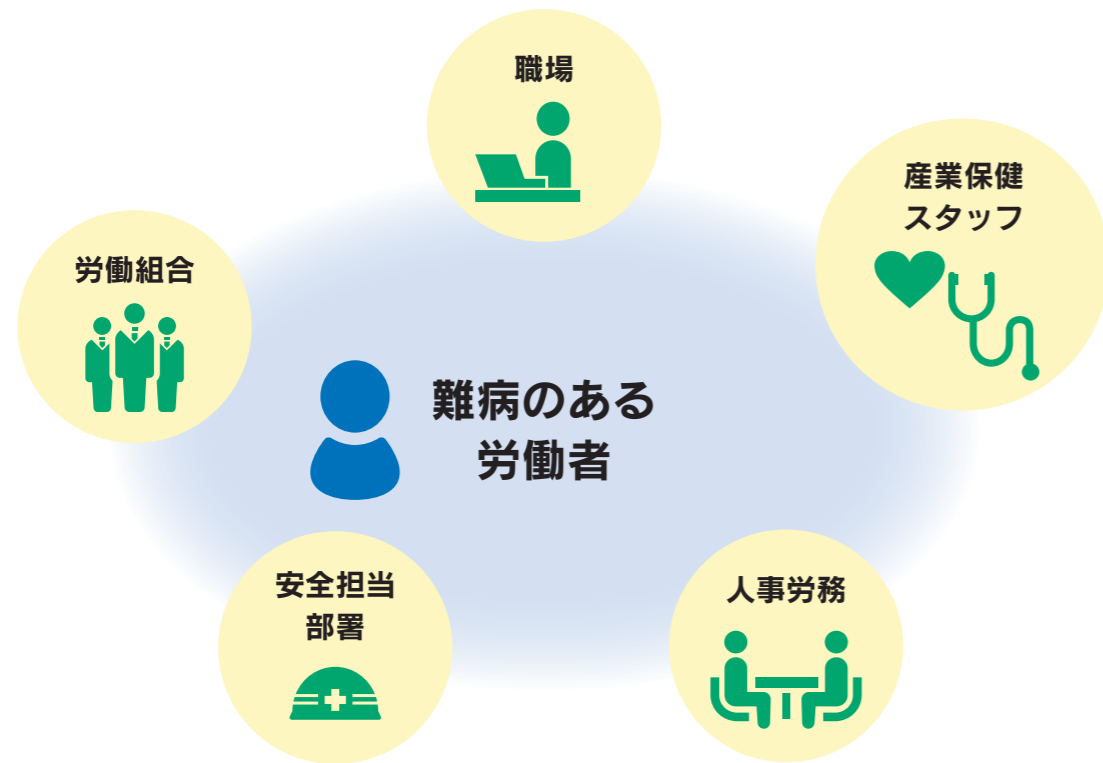 職場
産業保健
スタッフ
労働組合
難病のある
労働者
安全担当
部署
人事労務